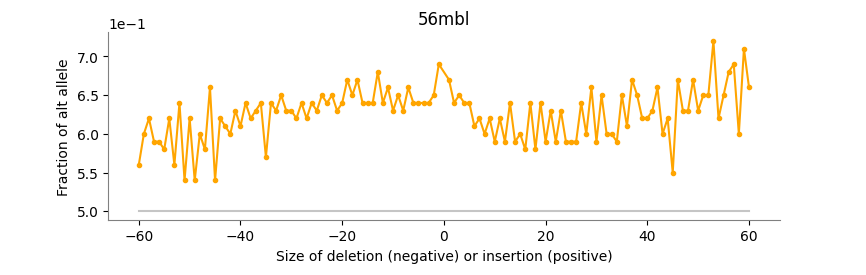 56mbl
1e−1
7.0
6.5
6.0
5.5
5.0
Fraction of alt allele
−60 −40 −20 0 20 40 60
Size of deletion (negative) or insertion (positive)